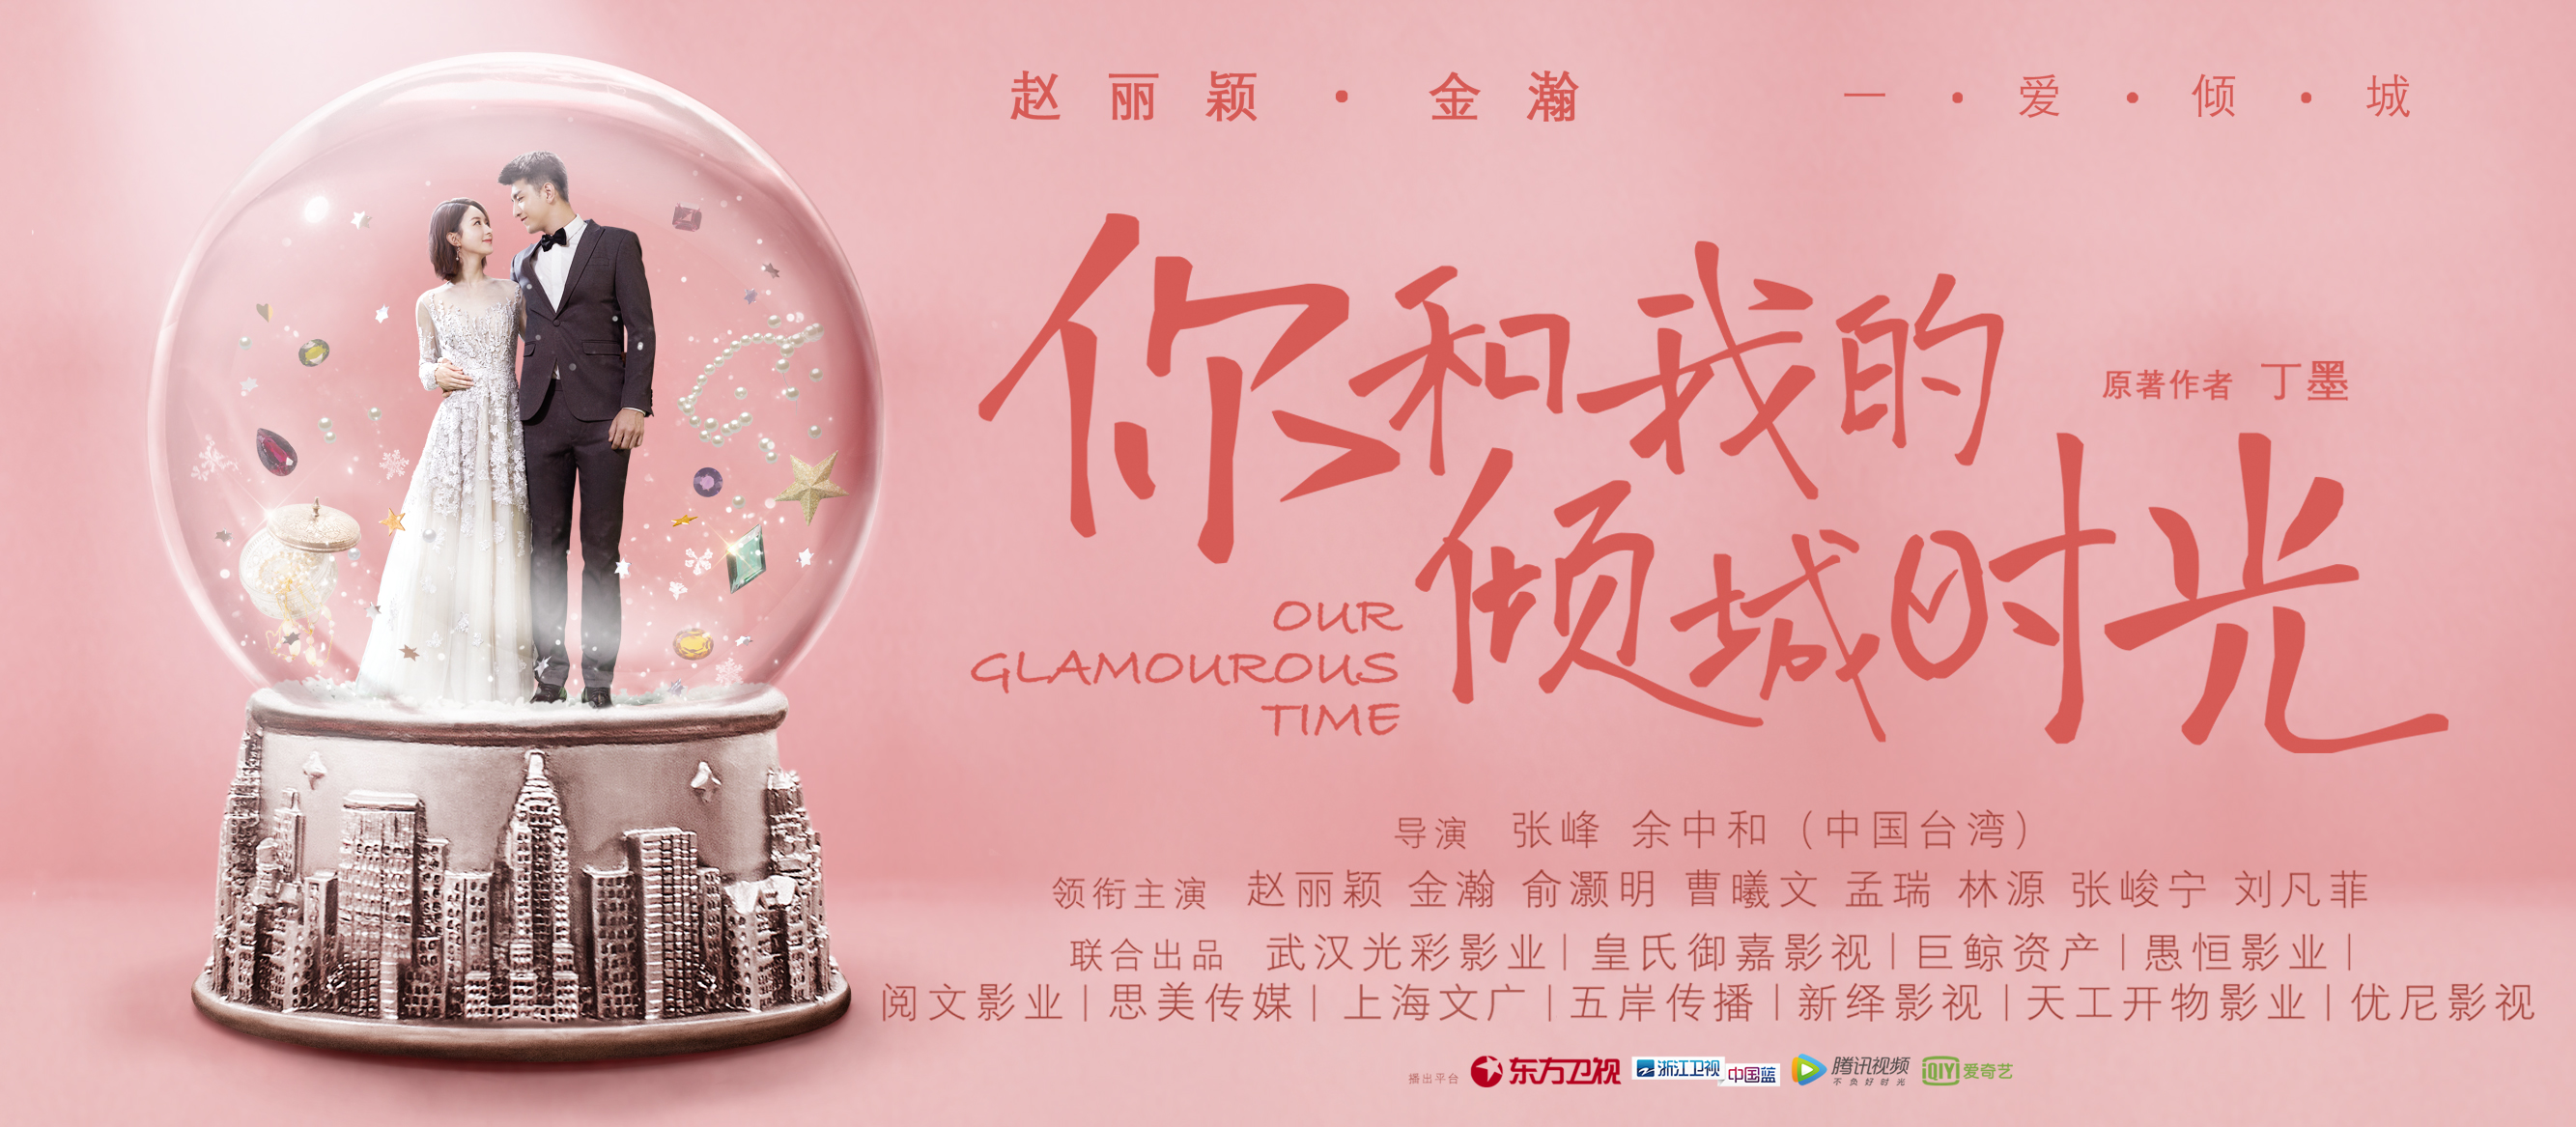 赵丽颖·金瀚
一·爱·倾·城
你和我的
原著作者 丁墨
倾城时光
OUR
GLAMOUROUS
TIME
导演 张峰 余中和（中国台湾）
领衔主演 赵丽颖 金瀚 俞灏明 曹曦文 孟瑞 林源 张峻宁 刘凡菲
联合出品 武汉光彩影业|皇氏御嘉影视|巨鲸资产|愚恒影业|
阅文影业|思美传媒|上海文广|五岸传播|新绎影视|天工开物影业|优尼影视
播出平台 东方卫视 浙江卫视 中国蓝 腾讯视频 不负好时光 iQIYI 爱奇艺